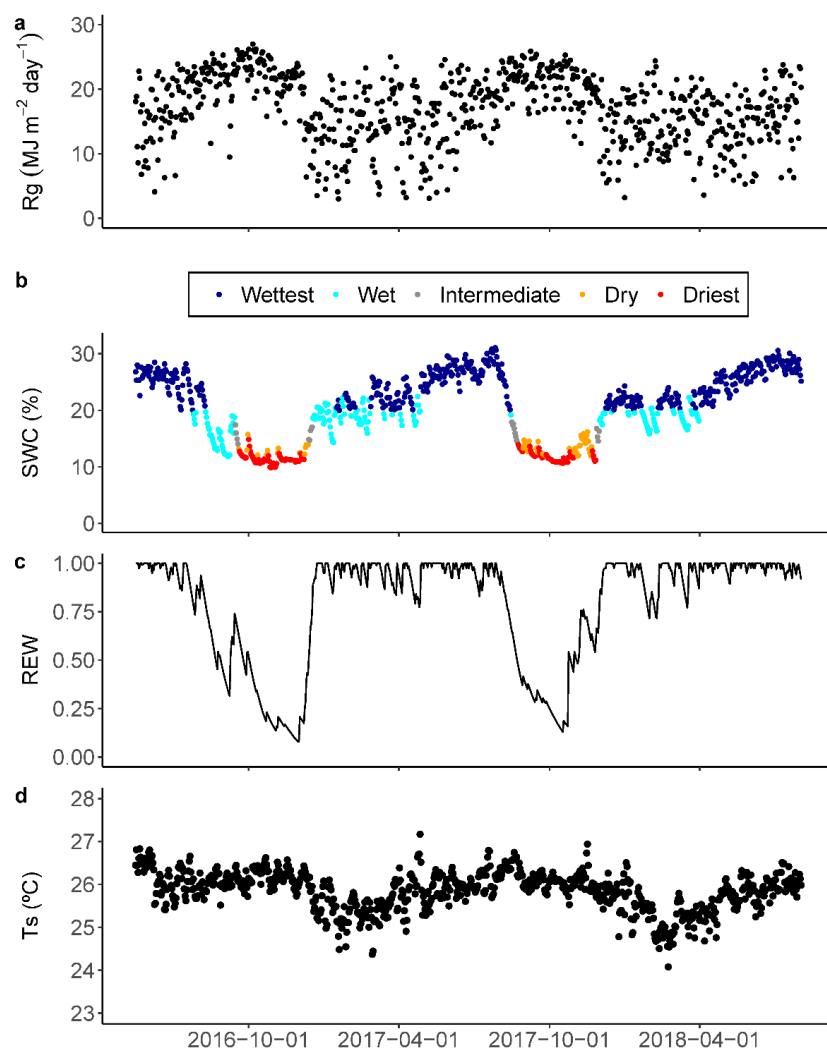 a
Rg (MJ m⁻² day⁻¹)
30
20
10
0
b
Wettest Wet Intermediate Dry Driest
SWC (%)
30
20
10
0
c
REW
1.00
0.75
0.50
0.25
0.00
d
Ts (ºC)
28
27
26
25
24
23
2016−10−01 2017−04−01 2017−10−01 2018−04−01